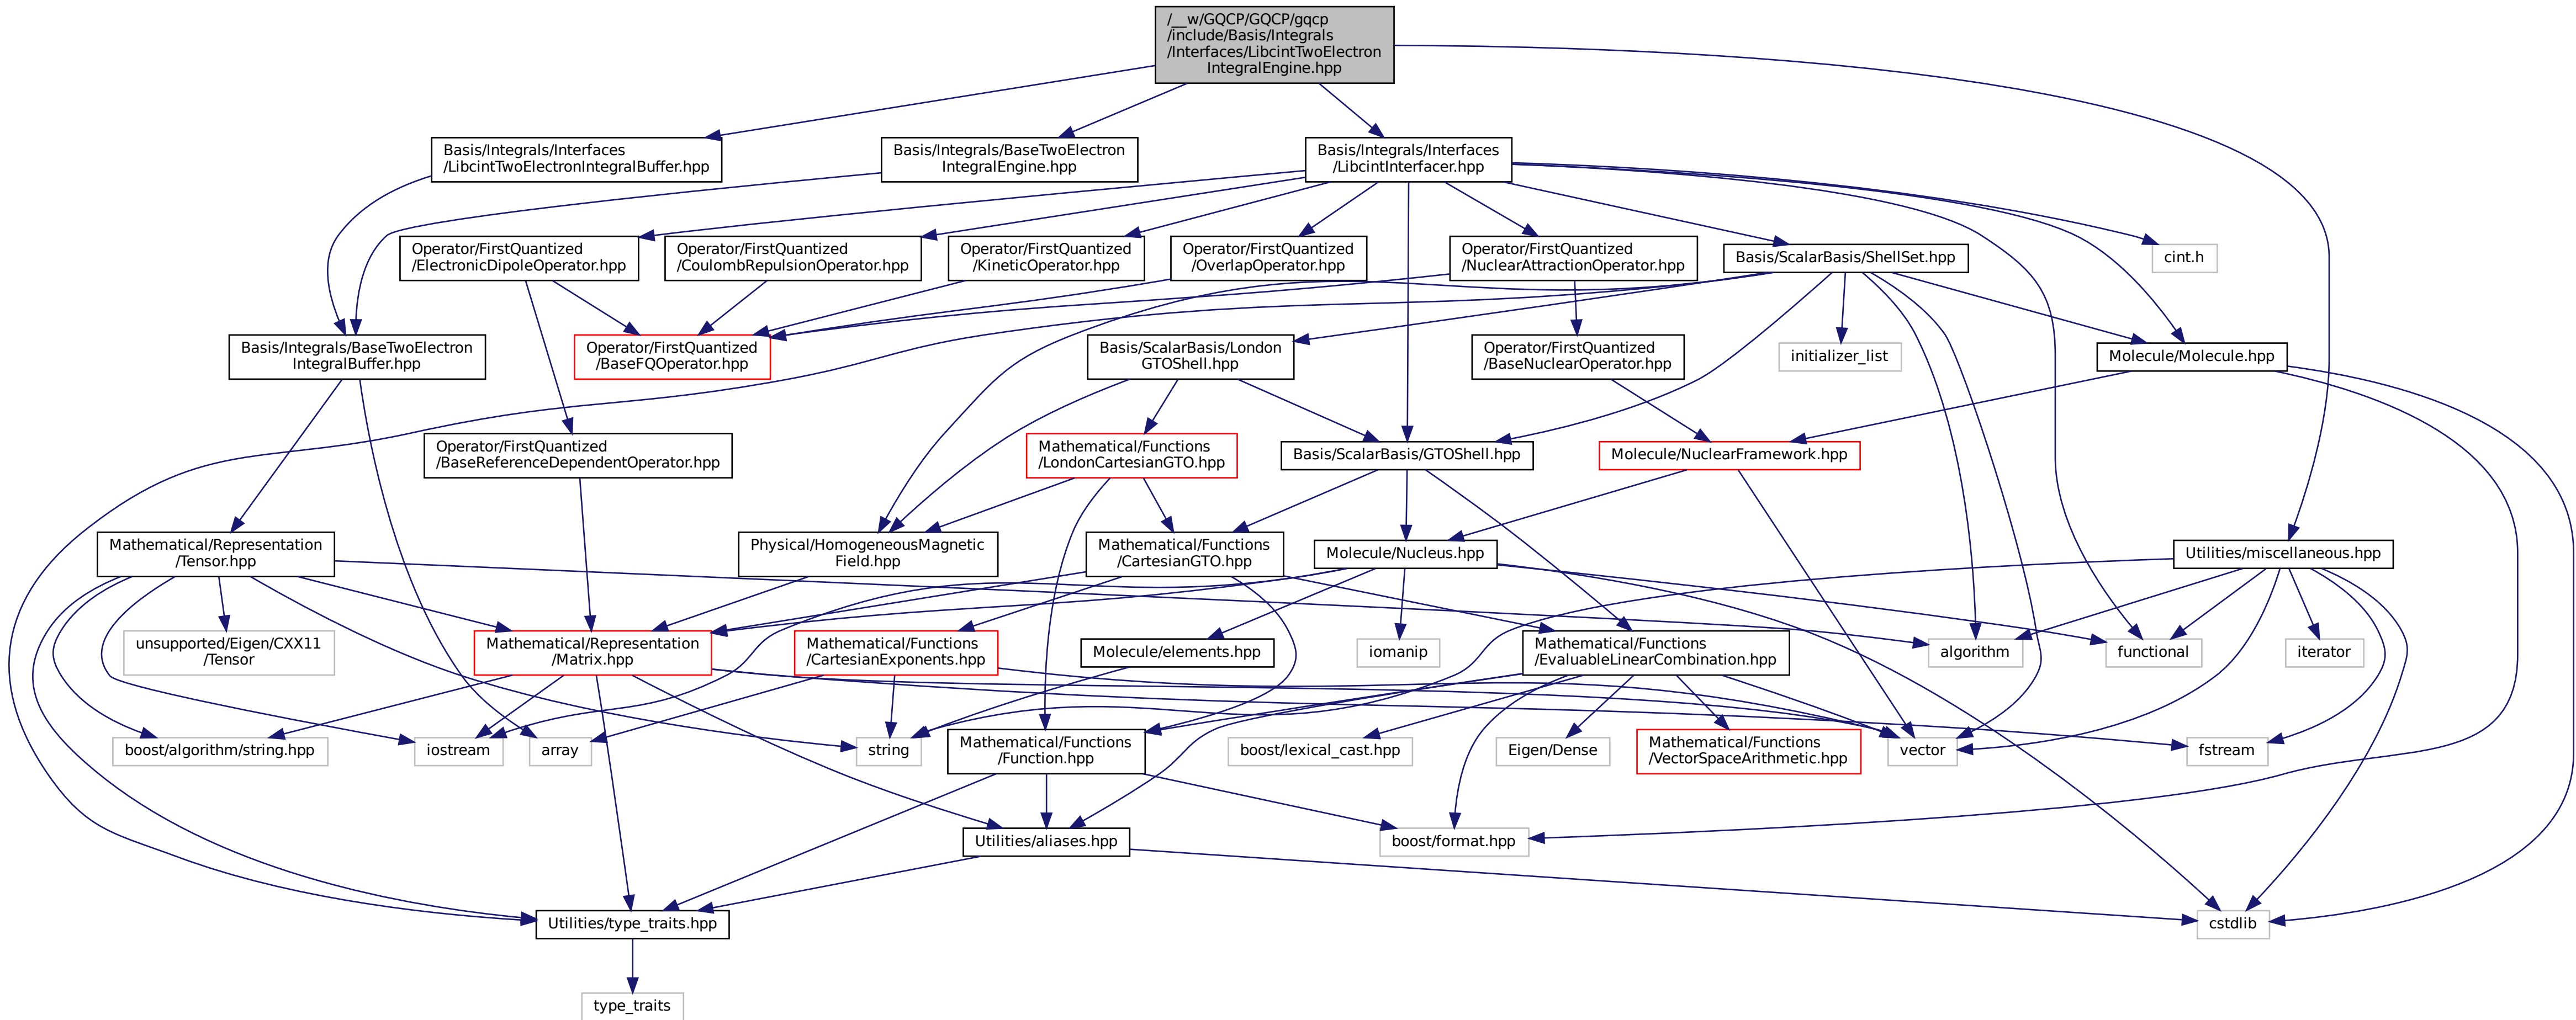 /__w/GQCP/GQCP/gqcp
/include/Basis/Integrals
/Interfaces/LibcintTwoElectron
IntegralEngine.hpp
Basis/Integrals/Interfaces
/LibcintTwoElectronIntegralBuffer.hpp
Basis/Integrals/BaseTwoElectron
IntegralEngine.hpp
Basis/Integrals/Interfaces
/LibcintInterfacer.hpp
Operator/FirstQuantized
/ElectronicDipoleOperator.hpp
Operator/FirstQuantized
/CoulombRepulsionOperator.hpp
Operator/FirstQuantized
/KineticOperator.hpp
Operator/FirstQuantized
/OverlapOperator.hpp
Operator/FirstQuantized
/NuclearAttractionOperator.hpp
Basis/ScalarBasis/ShellSet.hpp
cint.h
Basis/Integrals/BaseTwoElectron
IntegralBuffer.hpp
Operator/FirstQuantized
/BaseFQOperator.hpp
Basis/ScalarBasis/London
GTOShell.hpp
Operator/FirstQuantized
/BaseNuclearOperator.hpp
initializer_list
Molecule/Molecule.hpp
Operator/FirstQuantized
/BaseReferenceDependentOperator.hpp
Mathematical/Functions
/LondonCartesianGTO.hpp
Basis/ScalarBasis/GTOShell.hpp
Molecule/NuclearFramework.hpp
Mathematical/Representation
/Tensor.hpp
Physical/HomogeneousMagnetic
Field.hpp
Mathematical/Functions
/CartesianGTO.hpp
Molecule/Nucleus.hpp
Utilities/miscellaneous.hpp
unsupported/Eigen/CXX11
/Tensor
Mathematical/Representation
/Matrix.hpp
Mathematical/Functions
/CartesianExponents.hpp
Molecule/elements.hpp
iomanip
Mathematical/Functions
/EvaluableLinearCombination.hpp
algorithm
functional
iterator
boost/algorithm/string.hpp
iostream
array
string
Mathematical/Functions
/Function.hpp
boost/lexical_cast.hpp
Eigen/Dense
Mathematical/Functions
/VectorSpaceArithmetic.hpp
vector
fstream
Utilities/aliases.hpp
boost/format.hpp
Utilities/type_traits.hpp
cstdlib
type_traits